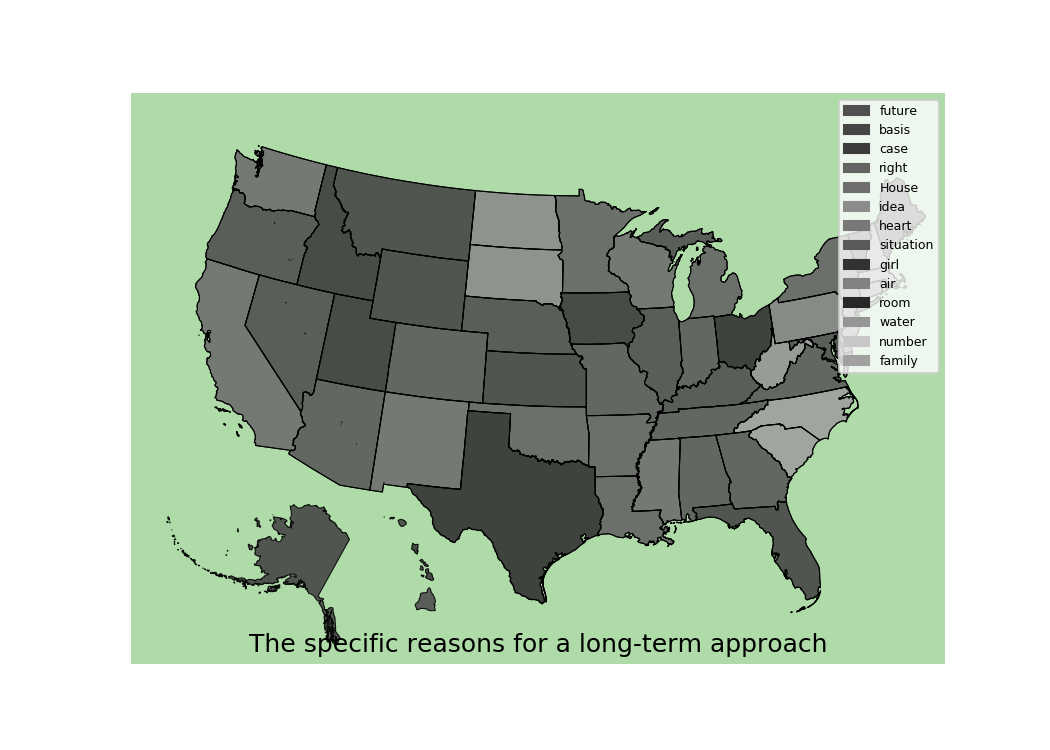 future
basis
case
right
House
idea
heart
situation
girl
air
room
water
number
family
The specific reasons for a long-term approach